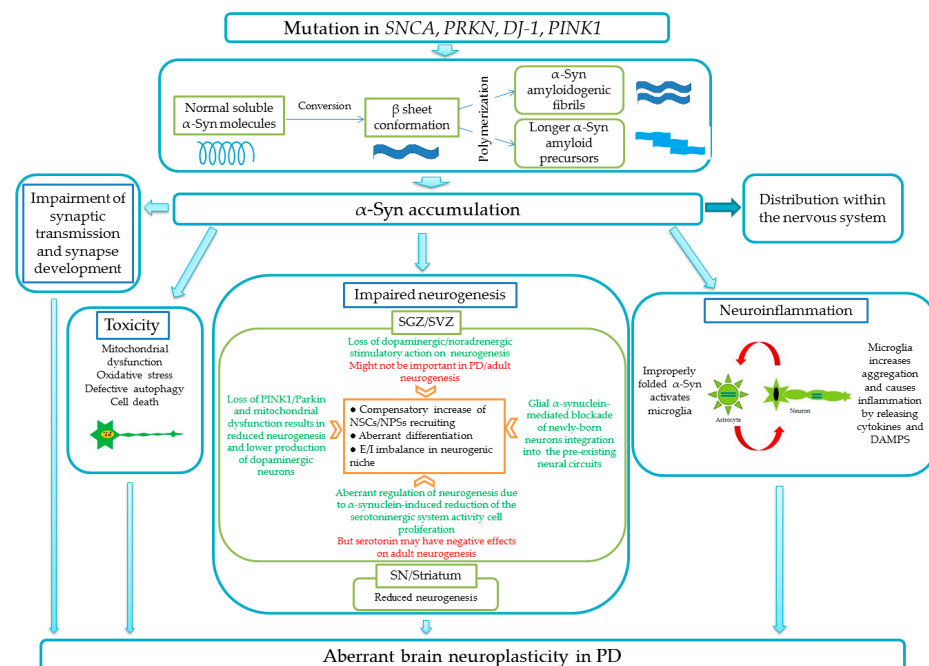 Mutation in SNCA, PRKN, DJ-1, PINK1
Normal soluble
α-Syn molecules
Conversion
β sheet
conformation
Polymerization
α-Syn
amyloidogenic
fibrils
Longer α-Syn
amyloid
precursors
Impairment of
synaptic
transmission
and synapse
development
α-Syn accumulation
Distribution within
the nervous system
Toxicity
Mitochondrial
dysfunction
Oxidative stress
Defective autophagy
Cell death
Impaired neurogenesis
SGZ/SVZ
Loss of dopaminergic/noradrenergic
stimulatory action on neurogenesis
Might not be important in PD/adult
neurogenesis
Loss of PINK1/Parkin
and mitochondrial
dysfunction results in
reduced neurogenesis
and lower production
of dopaminergic
neurons
● Compensatory increase of
NSCs/NPSs recruiting
● Aberrant differentiation
● E/I imbalance in neurogenic
niche
Glial α-synuclein-
mediated blockade of
newly-born
neurons integration
into the pre-existing
neural circuits
Aberrant regulation of neurogenesis due
to α-synuclein-induced reduction of the
serotoninergic system activity cell
proliferation
But serotonin may have negative effects
on adult neurogenesis
SN/Striatum
Reduced neurogenesis
Neuroinflammation
Improperly
folded α-Syn
activates
microglia
Astrocyte
Neuron
Microglia
increases
aggregation
and causes
inflammation
by releasing
cytokines and
DAMPS
Aberrant brain neuroplasticity in PD